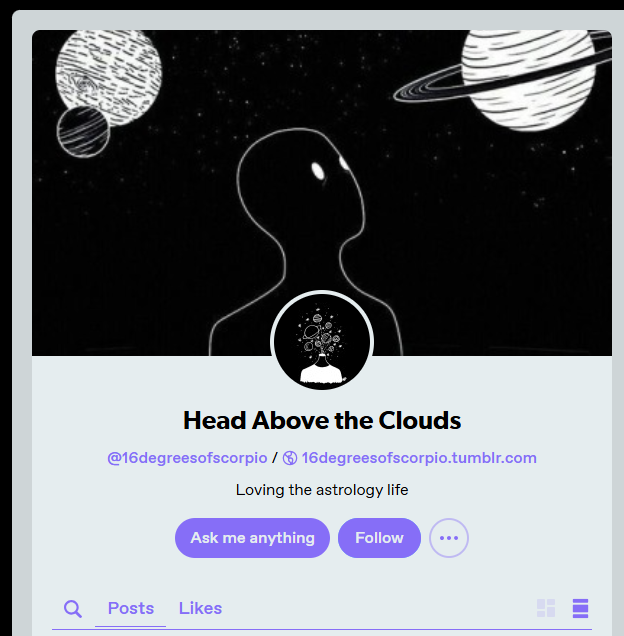 Head Above the Clouds
@16degreesofscorpio / 16degreesofscorpio.tumblr.com
Loving the astrology life
Ask me anything Follow
Posts Likes